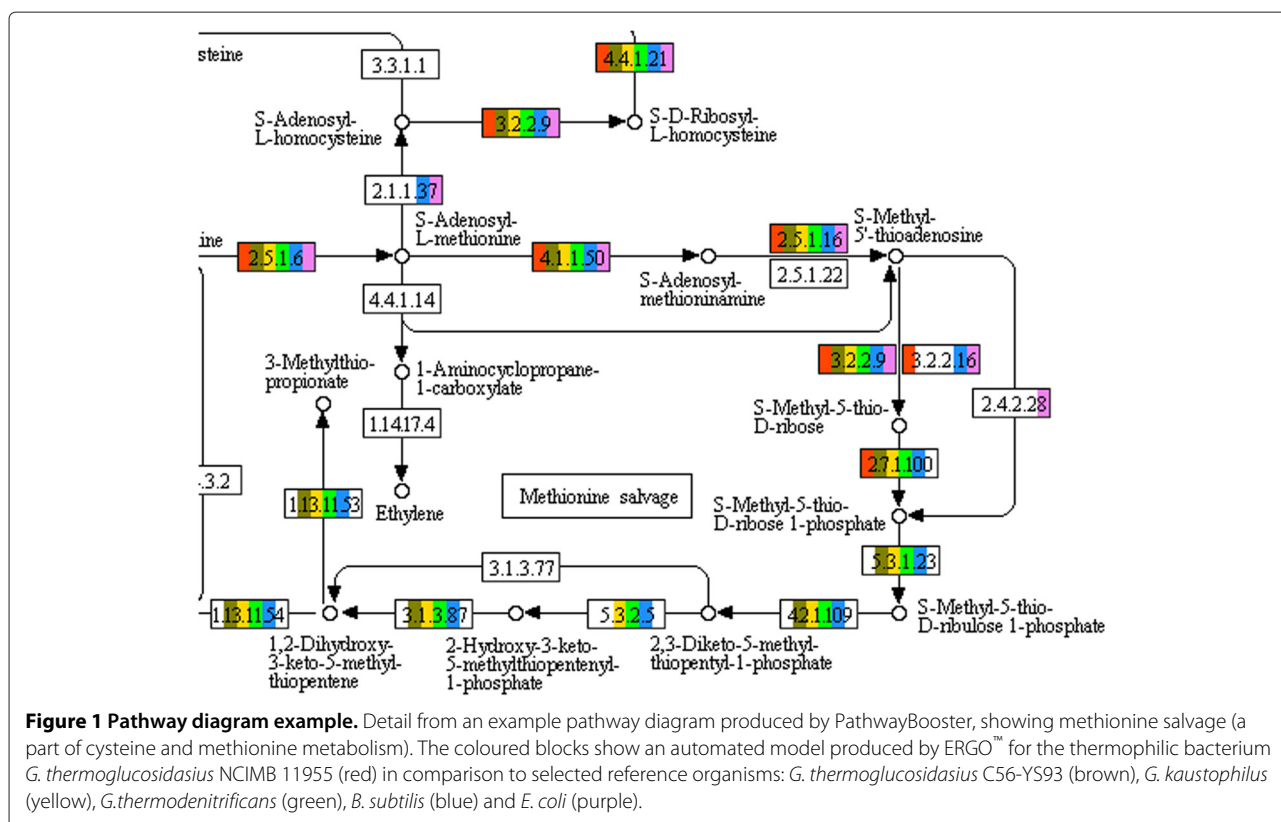 steine
3.3.1.1
4.4.1.21
S-Adenosyl-
L-homocysteine
3.2.2.9
S-D-Ribosyl-
L-homocysteine
2.1.1.37
ine
2.5.1.6
S-Adenosyl-
L-methionine
4.1.1.50
S-Adenosyl-
methioninamine
2.5.1.16
2.5.1.22
S-Methyl-
5'-thioadenosine
4.4.1.14
3-Methylthio-
propionate
1-Aminocyclopropane-
1-carboxylate
3.2.2.9
3.2.2.16
2.4.2.28
1.14.17.4
S-Methyl-5-thio-
D-ribose
2.7.1.100
.3.2
1.13.11.53
Ethylene
Methionine salvage
S-Methyl-5-thio-
D-ribose 1-phosphate
5.3.1.23
3.1.3.77
1.13.11.54
3.1.3.87
5.3.2.5
4.2.1.109
1,2-Dihydroxy-
3-keto-5-methyl-
thiopentene
2-Hydroxy-3-keto-
5-methylthiopentenyl-
1-phosphate
2,3-Diketo-5-methyl-
thiopentyl-1-phosphate
S-Methyl-5-thio-
D-ribulose 1-phosphate
Figure 1 Pathway diagram example. Detail from an example pathway diagram produced by PathwayBooster, showing methionine salvage (a
part of cysteine and methionine metabolism). The coloured blocks show an automated model produced by ERGO™ for the thermophilic bacterium
G. thermoglucosidasius NCIMB 11955 (red) in comparison to selected reference organisms: G. thermoglucosidasius C56-YS93 (brown), G. kaustophilus
(yellow), G.thermodenitrificans (green), B. subtilis (blue) and E. coli (purple).